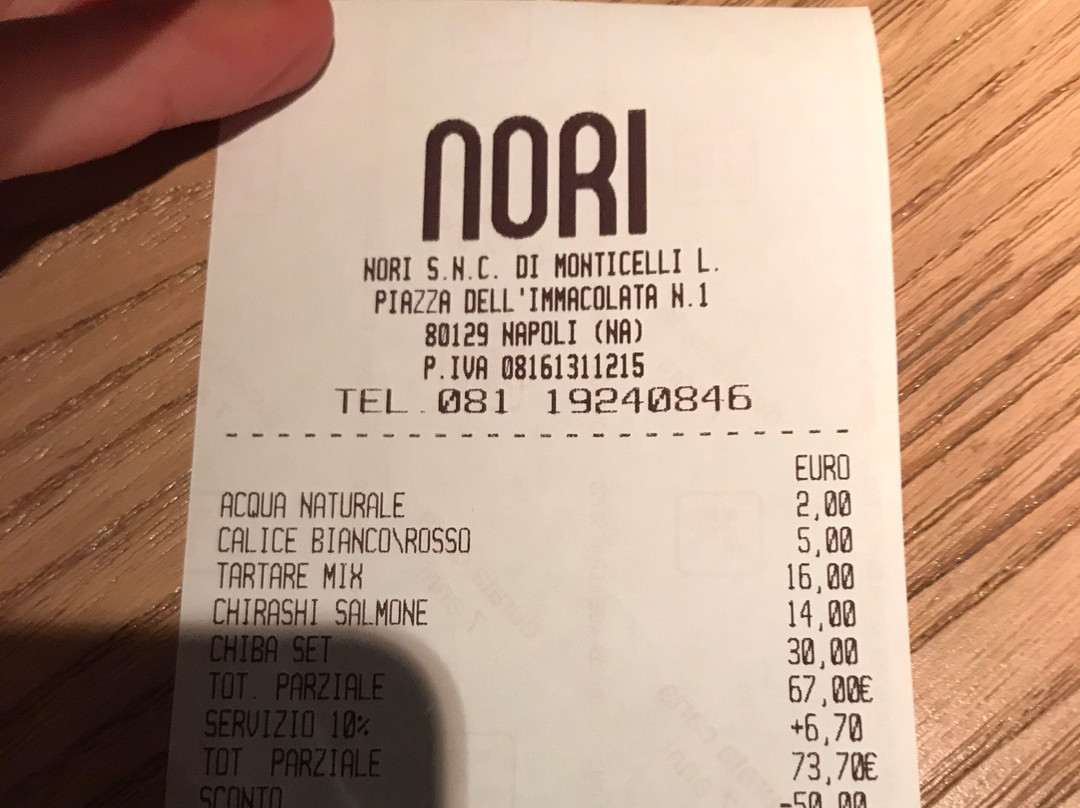 NORI
NORI S.N.C. DI MONTICELLI L.
PIAZZA DELL'IMMACOLATA N.1
80129 NAPOLI (NA)
P.IVA 08161311215
TEL.081 19240846
EURO
ACQUA NATURALE 2,00
CALICE BIANCO\ROSSO 5,00
TARTARE MIX 16,00
CHIRASHI SALMONE 14,00
CHIBA SET 30,00
TOT. PARZIALE 67,00€
SERVIZIO 10% +6,70
TOT PARZIALE 73,70€
SCONTO -50,00